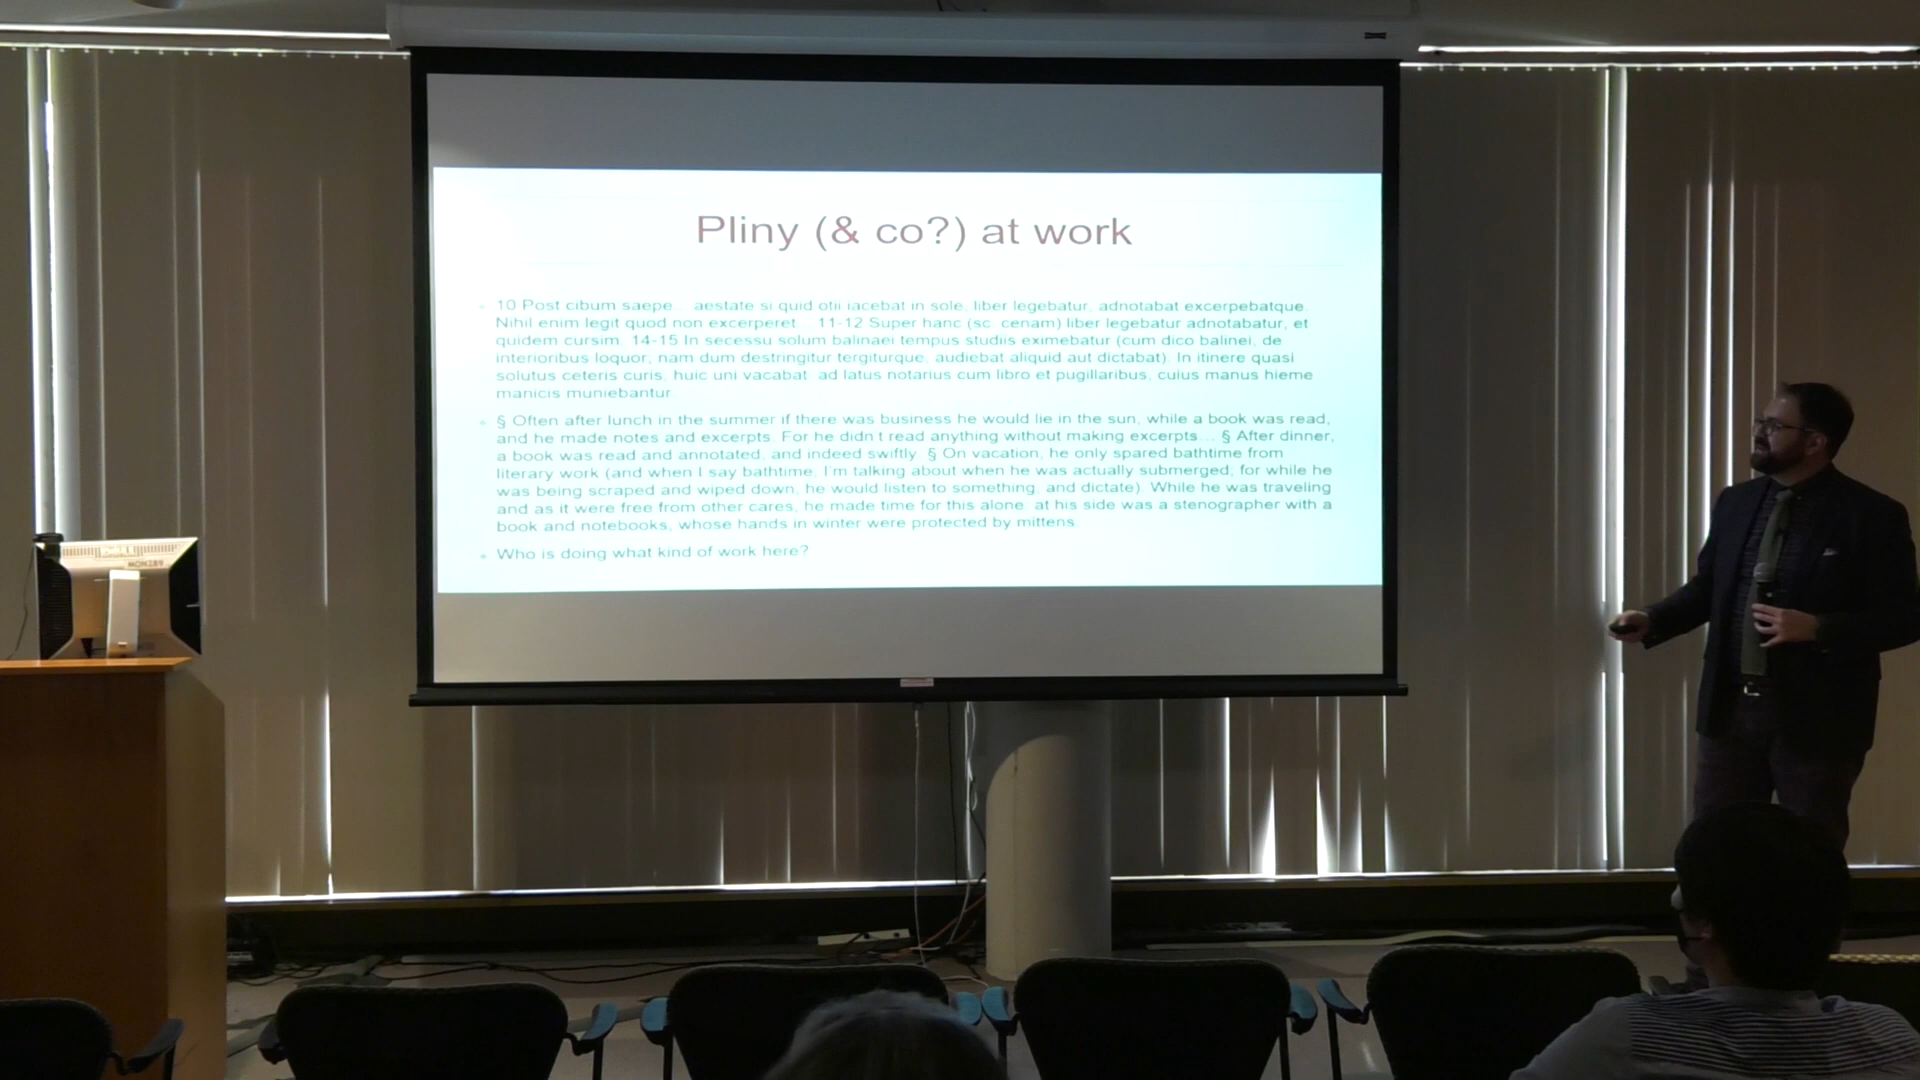 Pliny (& co?) at work
10 Post cibum saepe... aestate si quid otii iacebat in sole, liber legebatur, adnotabat excerpebatque.
Nihil enim legit quod non excerperet... 11-12 Super hanc (sc. cenam) liber legebatur adnotabatur, et
quidem cursim. 14-15 In secessu solum balinaei tempus studiis eximebatur (cum dico balinei, de
interioribus loquor; nam dum destringitur tergiturque, audiebat aliquid aut dictabat). In itinere quasi
solutus ceteris curis, huic uni vacabat: ad latus notarius cum libro et pugillaribus, cuius manus hieme
manicis muniebantur.
§ Often after lunch in the summer if there was business he would lie in the sun, while a book was read,
and he made notes and excerpts. For he didn't read anything without making excerpts... § After dinner,
a book was read and annotated, and indeed swiftly. § On vacation, he only spared bathtime from
literary work (and when I say bathtime, I'm talking about when he was actually submerged; for while he
was being scraped and wiped down, he would listen to something, and dictate). While he was traveling
and as it were free from other cares, he made time for this alone: at his side was a stenographer with a
book and notebooks, whose hands in winter were protected by mittens.
Who is doing what kind of work here?
DELL